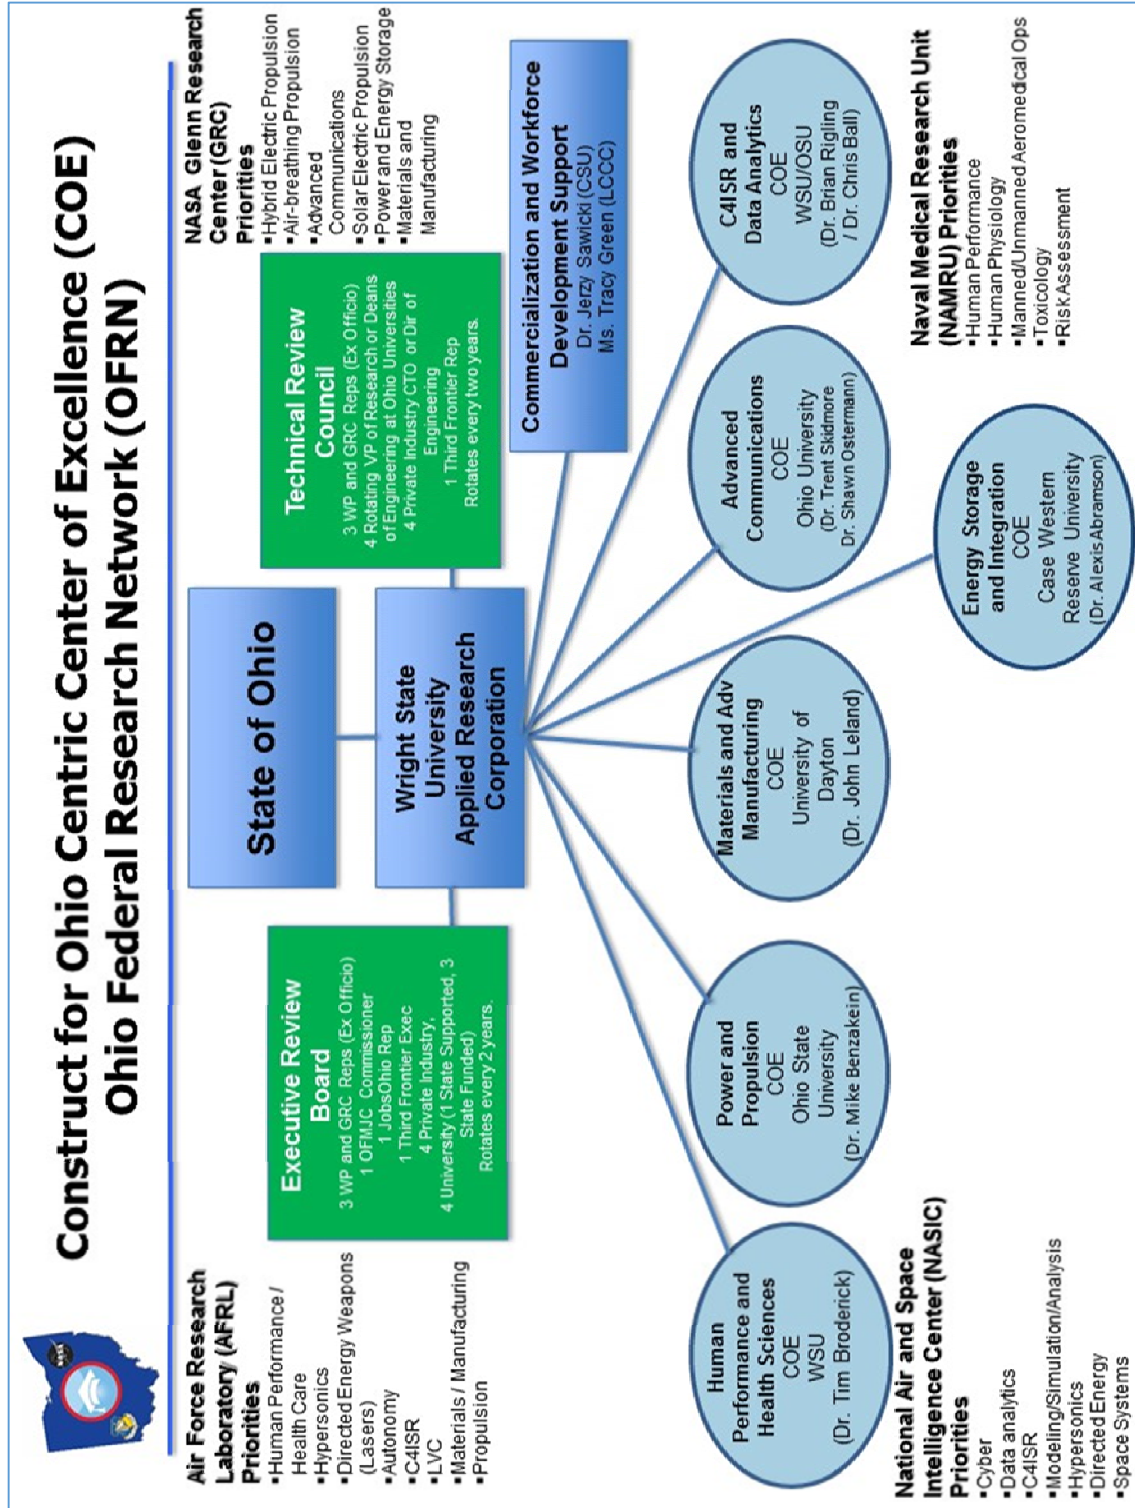 Construct for Ohio Centric Center of Excellence (COE)
Ohio Federal Research Network (OFRN)
Air Force Research
Laboratory (AFRL)
Priorities
▪Human Performance /
Health Care
▪Hypersonics
▪Directed Energy Weapons
(Lasers)
▪Autonomy
▪C4ISR
▪LVC
▪Materials / Manufacturing
▪Propulsion
Executive Review
Board
3 WP and GRC Reps (Ex Officio)
1 OFMJC Commissioner
1 JobsOhio Rep
1 Third Frontier Exec
4 Private Industry,
4 University (1 State Supported, 3
State Funded)
Rotates every 2 years.
State of Ohio
Wright State
University
Applied Research
Corporation
Technical Review
Council
3 WP and GRC Reps (Ex Officio)
4 Rotating VP of Research or Deans
of Engineering at Ohio Universities
4 Private Industry CTO or Dir of
Engineering
1 Third Frontier Rep
Rotates every two years.
NASA Glenn Research
Center (GRC)
Priorities
▪Hybrid Electric Propulsion
▪Air-breathing Propulsion
▪Advanced
Communications
▪Solar Electric Propulsion
▪Power and Energy Storage
▪Materials and
Manufacturing
Commercialization and Workforce
Development Support
Dr. Jerzy Sawicki (CSU)
Ms. Tracy Green (LCCC)
Human
Performance and
Health Sciences
COE
WSU
(Dr. Tim Broderick)
Power and
Propulsion
COE
Ohio State
University
(Dr. Mike Benzakein)
Materials and Adv
Manufacturing
COE
University of
Dayton
(Dr. John Leland)
Advanced
Communications
COE
Ohio University
(Dr. Trent Skidmore
Dr. Shawn Ostermann)
C4ISR and
Data Analytics
COE
WSU/OSU
(Dr. Brian Rigling
/ Dr. Chris Ball)
Energy Storage
and Integration
COE
Case Western
Reserve University
(Dr. Alexis Abramson)
National Air and Space
Intelligence Center (NASIC)
Priorities
▪Cyber
▪Data analytics
▪C4ISR
▪Modeling/Simulation/Analysis
▪Hypersonics
▪Directed Energy
▪Space Systems
Naval Medical Research Unit
(NAMRU) Priorities
▪Human Performance
▪Human Physiology
▪Manned/Unmanned Aeromedical Ops
▪Toxicology
▪Risk Assessment